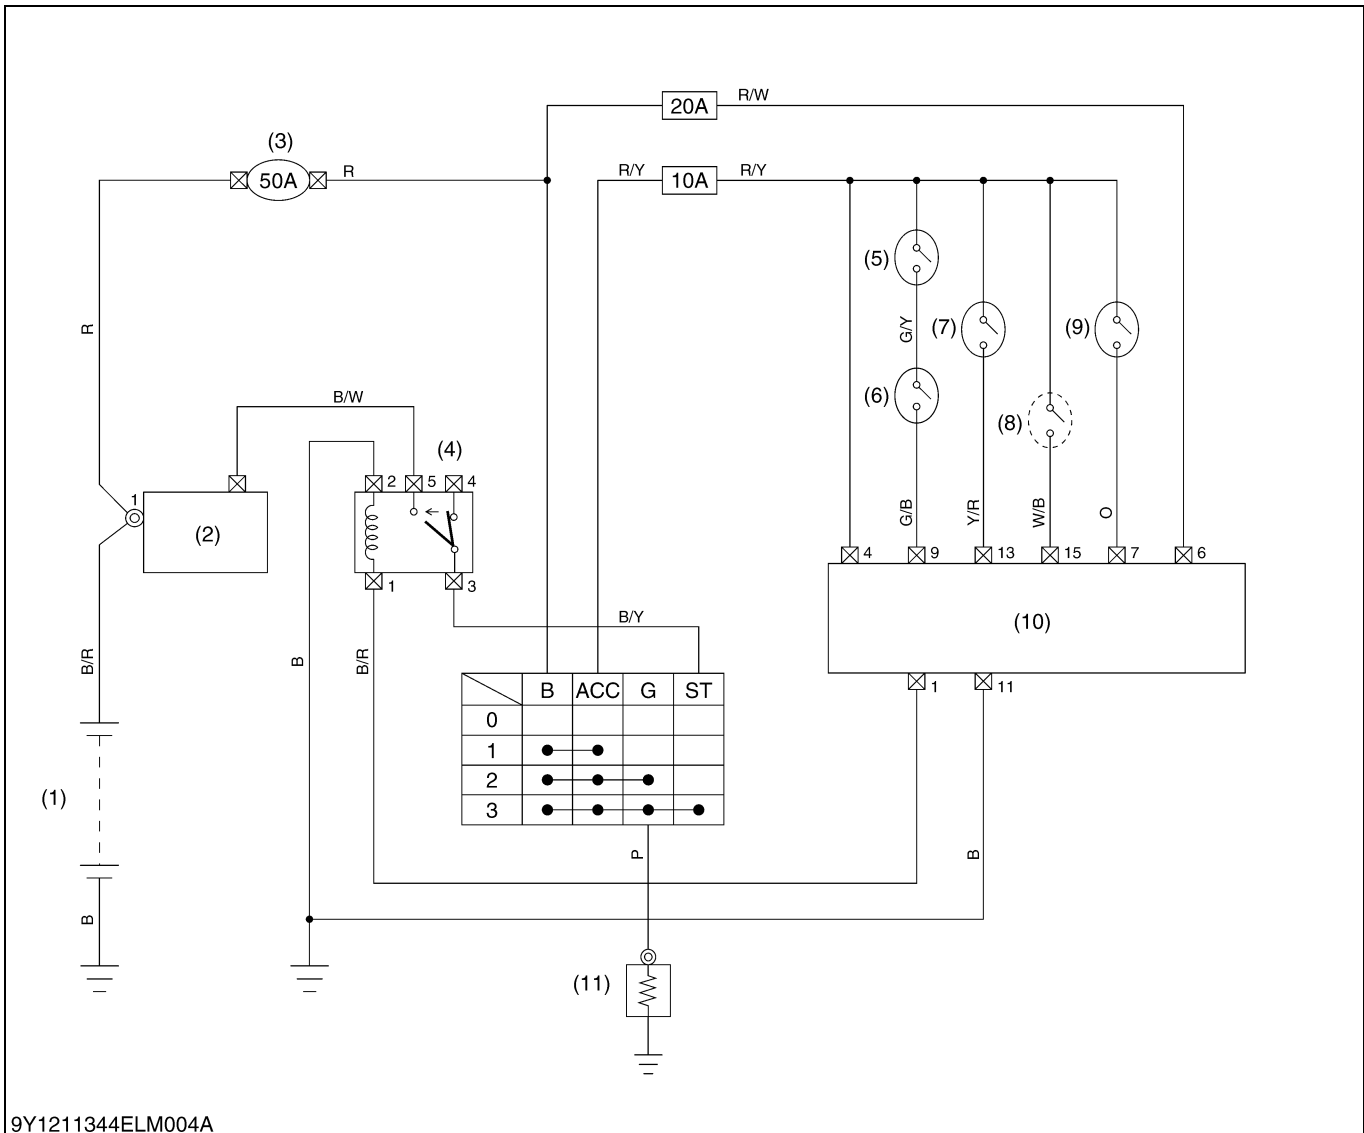 20A R/W
(3)
50A R
R/Y 10A R/Y
(5)
R
G/Y
(7)
(9)
(6)
B/W
(8)
(4)
1
2 5 4
(2)
G/B
Y/R
W/B
O
4 9 13 15 7 6
1 3
(10)
B/Y
B/R
B
B/R
1 11
B ACC G ST
0
1
2
3
(1)
P
B
B
(11)
9Y1211344ELM004A